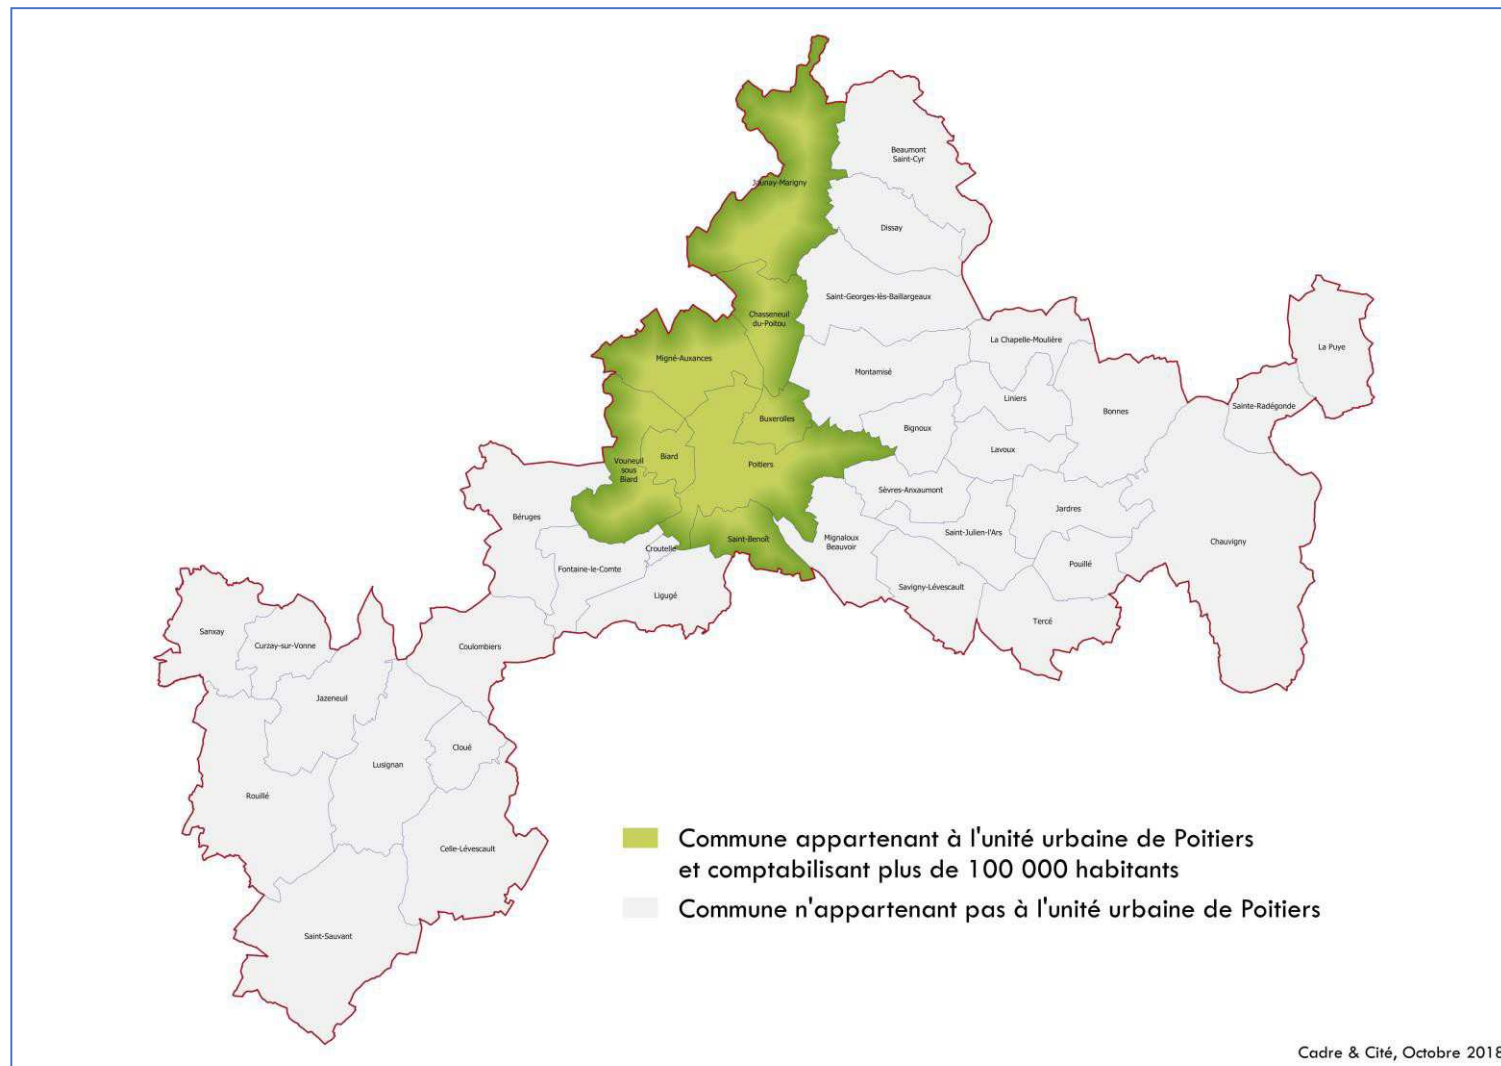 Beaumont
Saint-Cyr
Jaunay-Marigny
Dissay
Saint-Georges-lès-Baillargeaux
Chasseneuil
du-Poitou
La Chapelle-Moulière
La Puye
Migné-Auxances
Montamisé
Liniers
Sainte-Radégonde
Bonnes
Buxerolles
Bignoux
Lavoux
Biard
Vouneuil
sous
Biard
Poitiers
Sèvres-Anxaumont
Jardres
Béruges
Saint-Julien-l'Ars
Mignaloux
Beauvoir
Saint-Benoît
Chauvigny
Croutelle
Fontaine-le-Comte
Pouillé
Savigny-Lévescault
Ligugé
Tercé
Sanxay
Curzay-sur-Vonne
Coulombiers
Jazeneuil
Cloué
Lusignan
Rouillé
Celle-Lévescault
Saint-Sauvant
Commune appartenant à l'unité urbaine de Poitiers
et comptabilisant plus de 100 000 habitants
Commune n'appartenant pas à l'unité urbaine de Poitiers
Cadre & Cité, Octobre 2018